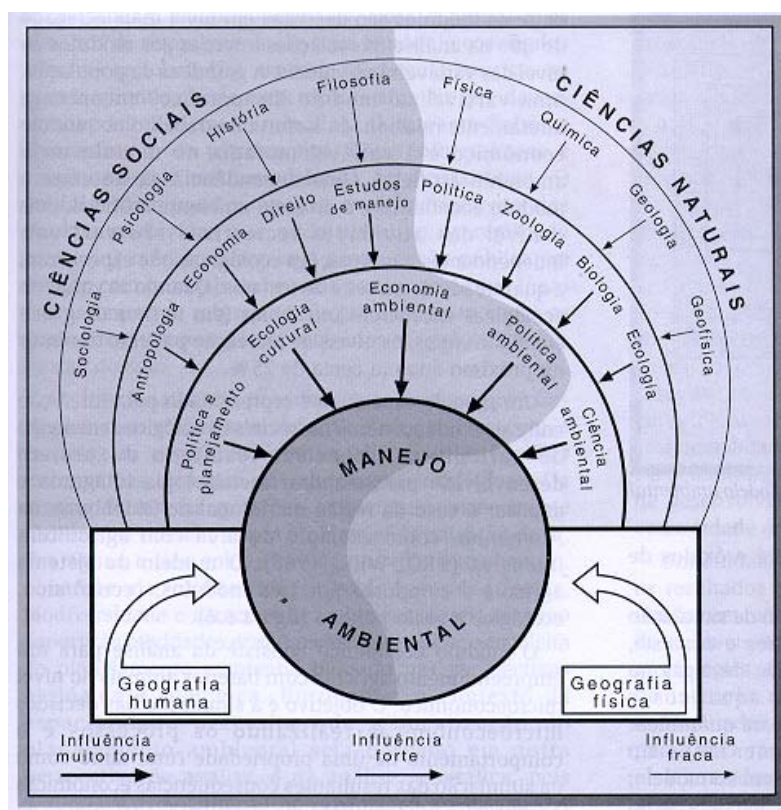 CIÊNCIAS SOCIAIS
CIÊNCIAS NATURAIS
Sociologia
Psicologia
História
Filosofia
Física
Química
Geologia
Geofísica
Antropologia
Economia
Direito
Estudos
de manejo
Política
Zoologia
Biologia
Ecologia
Política
planejamento
Ecologia
cultural
Economia
ambiental
Política
ambiental
Ciência
ambiental
MANEJO
AMBIENTAL
Geografia
humana
Geografia
física
Influência
muito forte
Influência
forte
Influência
fraca